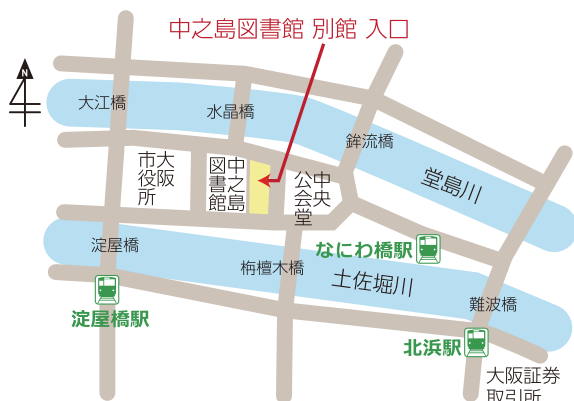 中之島図書館 別館 入口
N
大江橋
水晶橋
鉾流橋
堂島川
大阪
市役所
中之島
図書館
中央
公会堂
淀屋橋
栴檀木橋
なにわ橋駅
土佐堀川
難波橋
淀屋橋駅
北浜駅
大阪証券
取引所